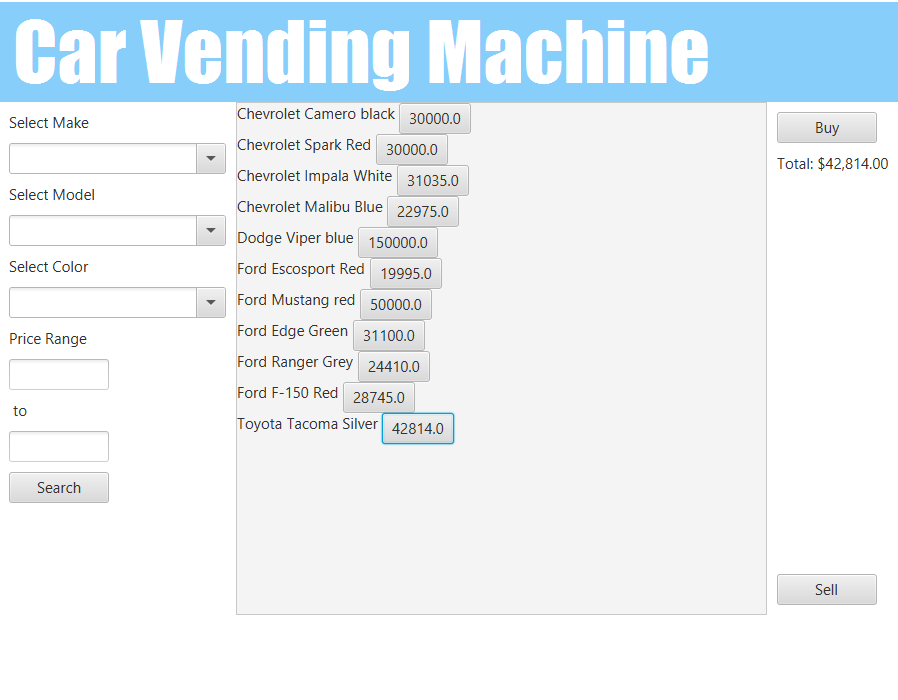 Car Vending Machine
Select Make
Select Model
Select Color
Price Range
to
Search
Chevrolet Camero black 30000.0
Chevrolet Spark Red 30000.0
Chevrolet Impala White 31035.0
Chevrolet Malibu Blue 22975.0
Dodge Viper blue 150000.0
Ford Escosport Red 19995.0
Ford Mustang red 50000.0
Ford Edge Green 31100.0
Ford Ranger Grey 24410.0
Ford F-150 Red 28745.0
Toyota Tacoma Silver 42814.0
Buy
Total: $42,814.00
Sell